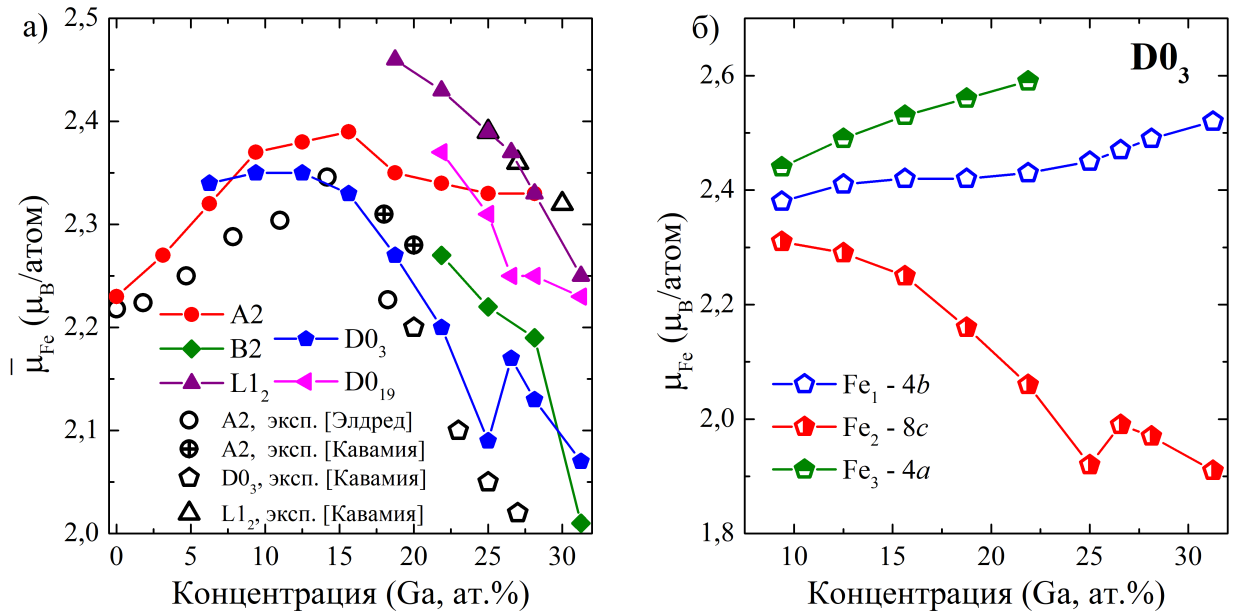 а)
2,5
2,4
2,3
2,2
2,1
2,0
μ̄Fe (μB/атом)
A2
B2
D03
L12
D019
A2, эксп. [Элдред]
A2, эксп. [Кавамия]
D03, эксп. [Кавамия]
L12, эксп. [Кавамия]
0 5 10 15 20 25 30
Концентрация (Ga, ат.%)
б)
D03
2,6
2,4
2,2
2,0
1,8
μFe (μB/атом)
Fe1 - 4b
Fe2 - 8c
Fe3 - 4a
10 15 20 25 30
Концентрация (Ga, ат.%)